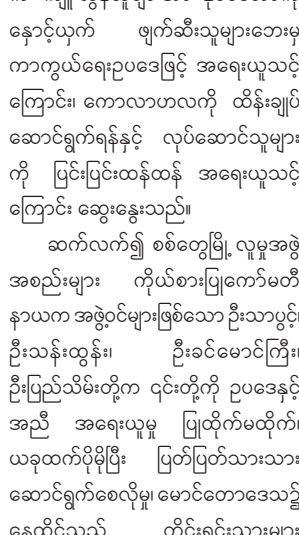 နှောင့်ယှက် ဖျက်ဆီးသူများဘေးမှ
ကာကွယ်ရေးဥပဒေဖြင့် အရေးယူသင့်
ကြောင်း၊ ကောလာဟလကို ထိန်းချုပ်
ဆောင်ရွက်ရန်နှင့် လုပ်ဆောင်သူများ
ကို ပြင်းပြင်းထန်ထန် အရေးယူသင့်
ကြောင်း ဆွေးနွေးသည်။
ဆက်လက်၍ စစ်တွေမြို့ လူမှုအဖွဲ့
အစည်းများ ကိုယ်စားပြုကော်မတီ
နာယက အဖွဲ့ဝင်များဖြစ်သော ဦးသာပွင့်၊
ဦးသန်းထွန်း၊ ဦးခင်မောင်ကြီး၊
ဦးပြည်သိမ်းတို့က ၎င်းတို့ကို ဥပဒေနှင့်
အညီ အရေးယူမှု ပြုထိုက်မထိုက်၊
ယခုထက်ပိုမိုပြီး ပြတ်ပြတ်သားသား
ဆောင်ရွက်စေလိုမှု၊ မောင်တောဒေသ၌
နေထိုင်သည့် တိုင်းရင်းသားများ